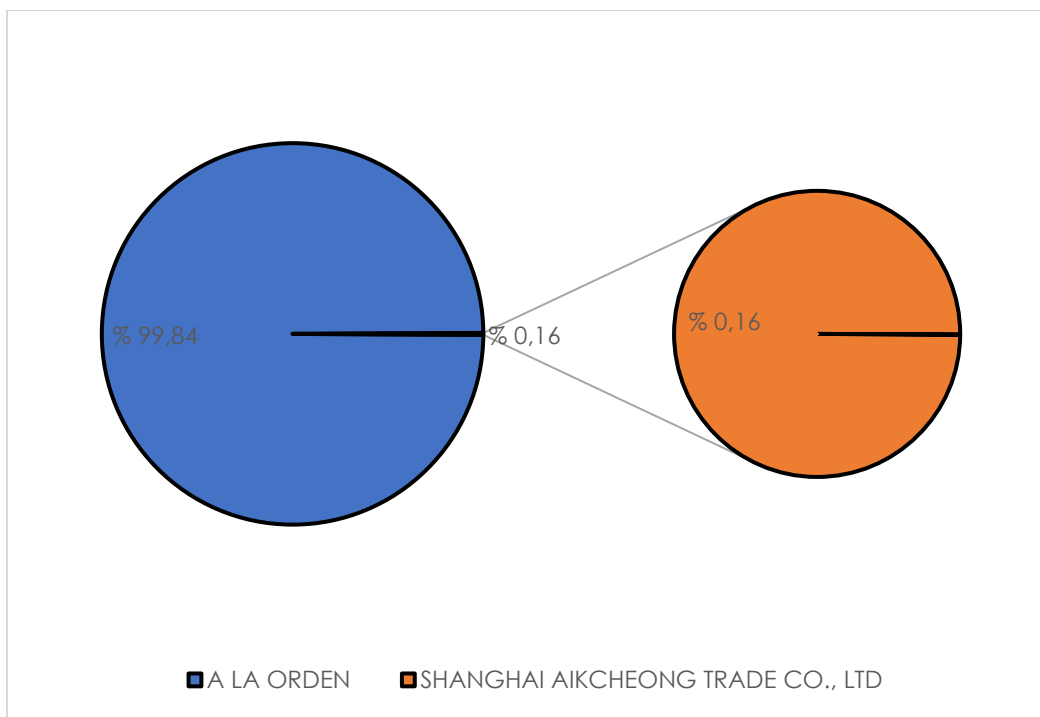 % 99,84
% 0,16
% 0,16
A LA ORDEN
SHANGHAI AIKCHEONG TRADE CO., LTD